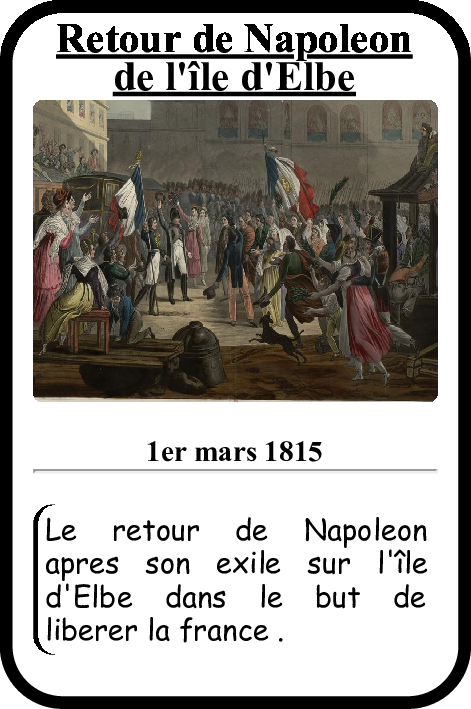 Retour de Napoleon
de l'île d'Elbe
1er mars 1815
Le retour de Napoleon
apres son exile sur l'île
d'Elbe dans le but de
liberer la france .